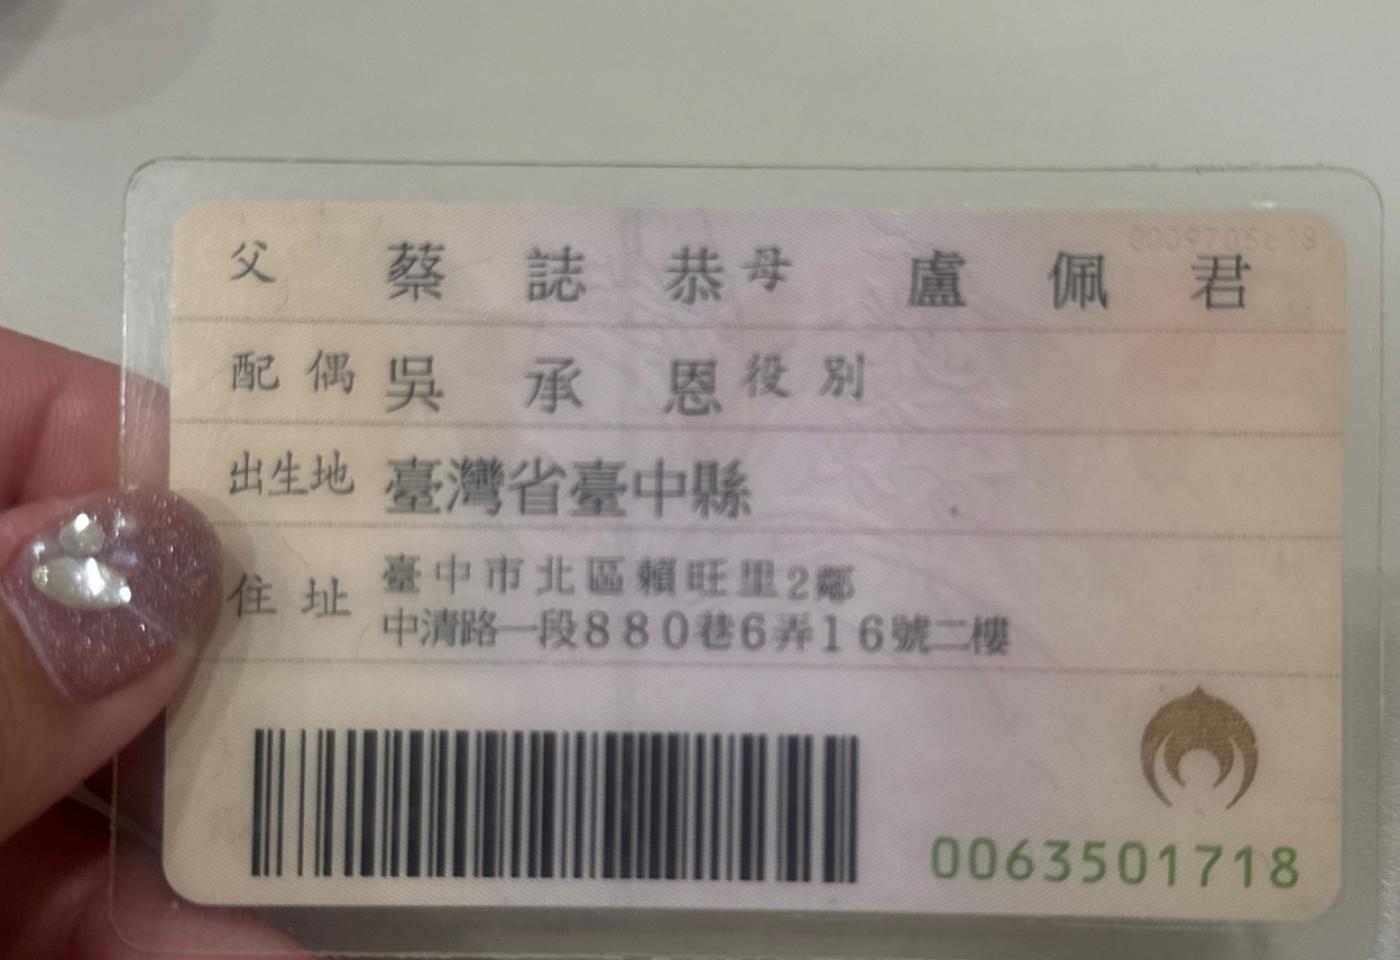 父 蔡誌恭 母 盧佩君
配偶 吳承恩 役別
出生地 臺灣省臺中縣
住址 臺中市北區賴旺里2鄰
中清路一段880巷6弄16號二樓
0063501718